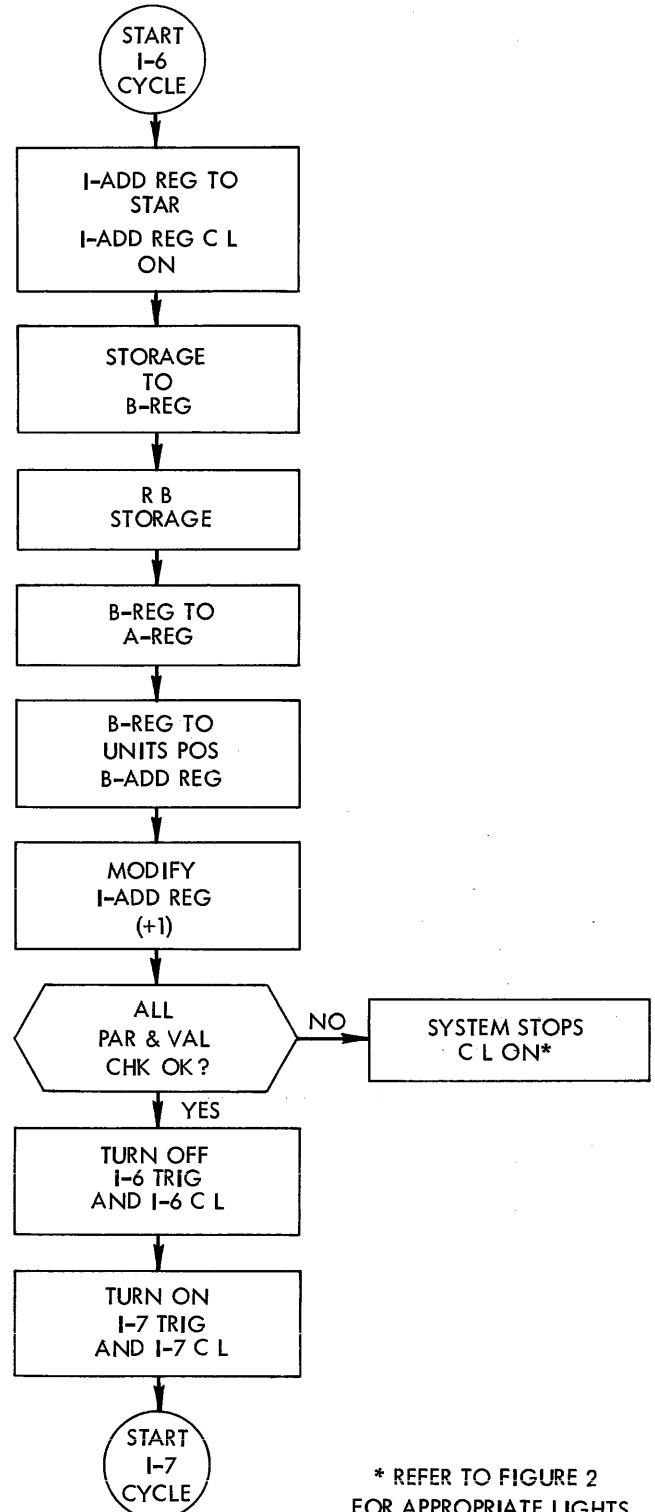 START
I-6
CYCLE
I-ADD REG TO
STAR
I-ADD REG C L
ON
STORAGE
TO
B-REG
R B
STORAGE
B-REG TO
A-REG
B-REG TO
UNITS POS
B-ADD REG
MODIFY
I-ADD REG
(+1)
ALL
PAR & VAL
CHK OK?
NO
SYSTEM STOPS
C L ON*
YES
TURN OFF
I-6 TRIG
AND I-6 C L
TURN ON
I-7 TRIG
AND I-7 C L
START
I-7
CYCLE
* REFER TO FIGURE 2
FOR APPROPRIATE LIGHTS